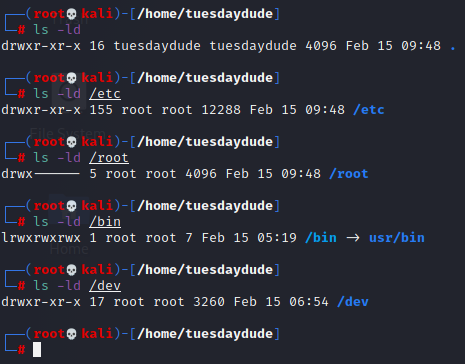 ┌──(root💀kali)-[/home/tuesdaydude]
└─# ls -ld
drwxr-xr-x 16 tuesdaydude tuesdaydude 4096 Feb 15 09:48 .
┌──(root💀kali)-[/home/tuesdaydude]
└─# ls -ld /etc
drwxr-xr-x 155 root root 12288 Feb 15 09:48 /etc
File System
┌──(root💀kali)-[/home/tuesdaydude]
└─# ls -ld /root
drwx------ 5 root root 4096 Feb 15 09:48 /root
┌──(root💀kali)-[/home/tuesdaydude]
└─# ls -ld /bin
lrwxrwxrwx 1 root root 7 Feb 15 05:19 /bin -> usr/bin
Home
┌──(root💀kali)-[/home/tuesdaydude]
└─# ls -ld /dev
drwxr-xr-x 17 root root 3260 Feb 15 06:54 /dev
┌──(root💀kali)-[/home/tuesdaydude]
└─#